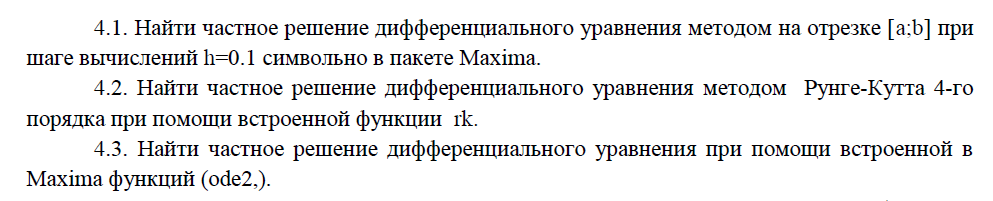 4.1. Найти частное решение дифференциального уравнения методом на отрезке [a;b] при
шаге вычислений h=0.1 символьно в пакете Maxima.
4.2. Найти частное решение дифференциального уравнения методом Рунге-Кутта 4-го
порядка при помощи встроенной функции rk.
4.3. Найти частное решение дифференциального уравнения при помощи встроенной в
Maxima функций (ode2,).